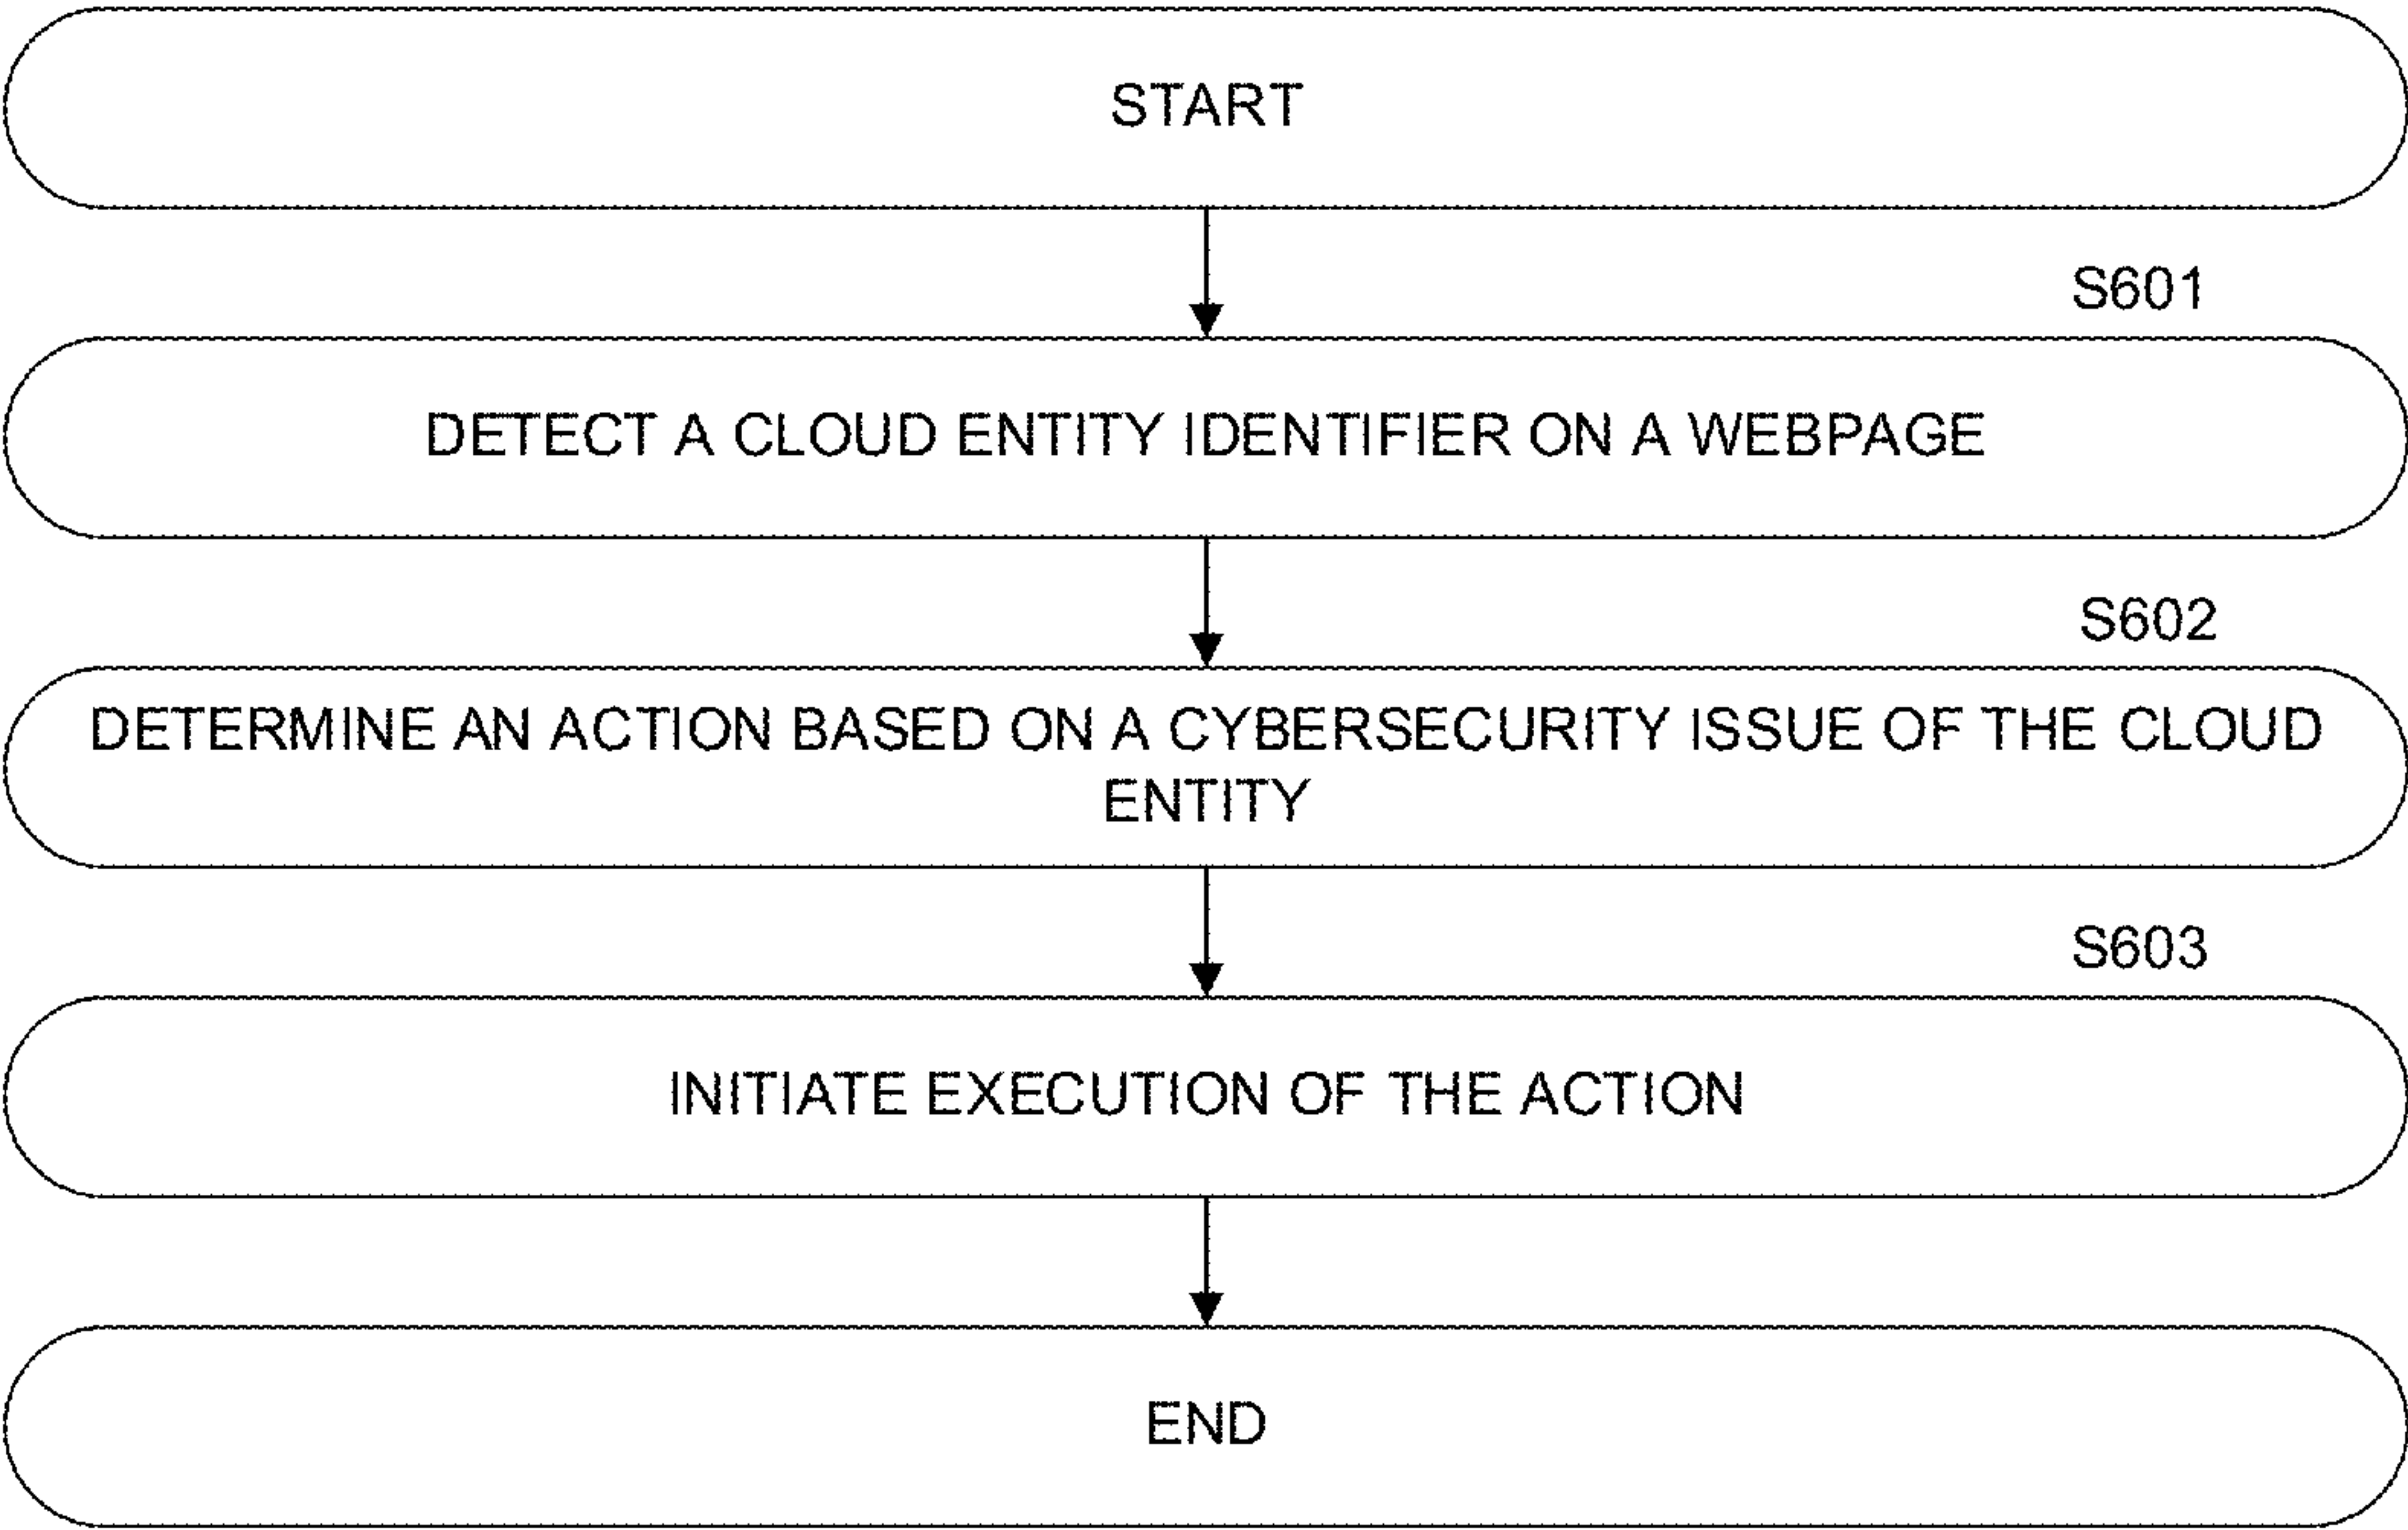 START
S601
DETECT A CLOUD ENTITY IDENTIFIER ON A WEBPAGE
S602
DETERMINE AN ACTION BASED ON A CYBERSECURITY ISSUE OF THE CLOUD
ENTITY
S603
INITIATE EXECUTION OF THE ACTION
END